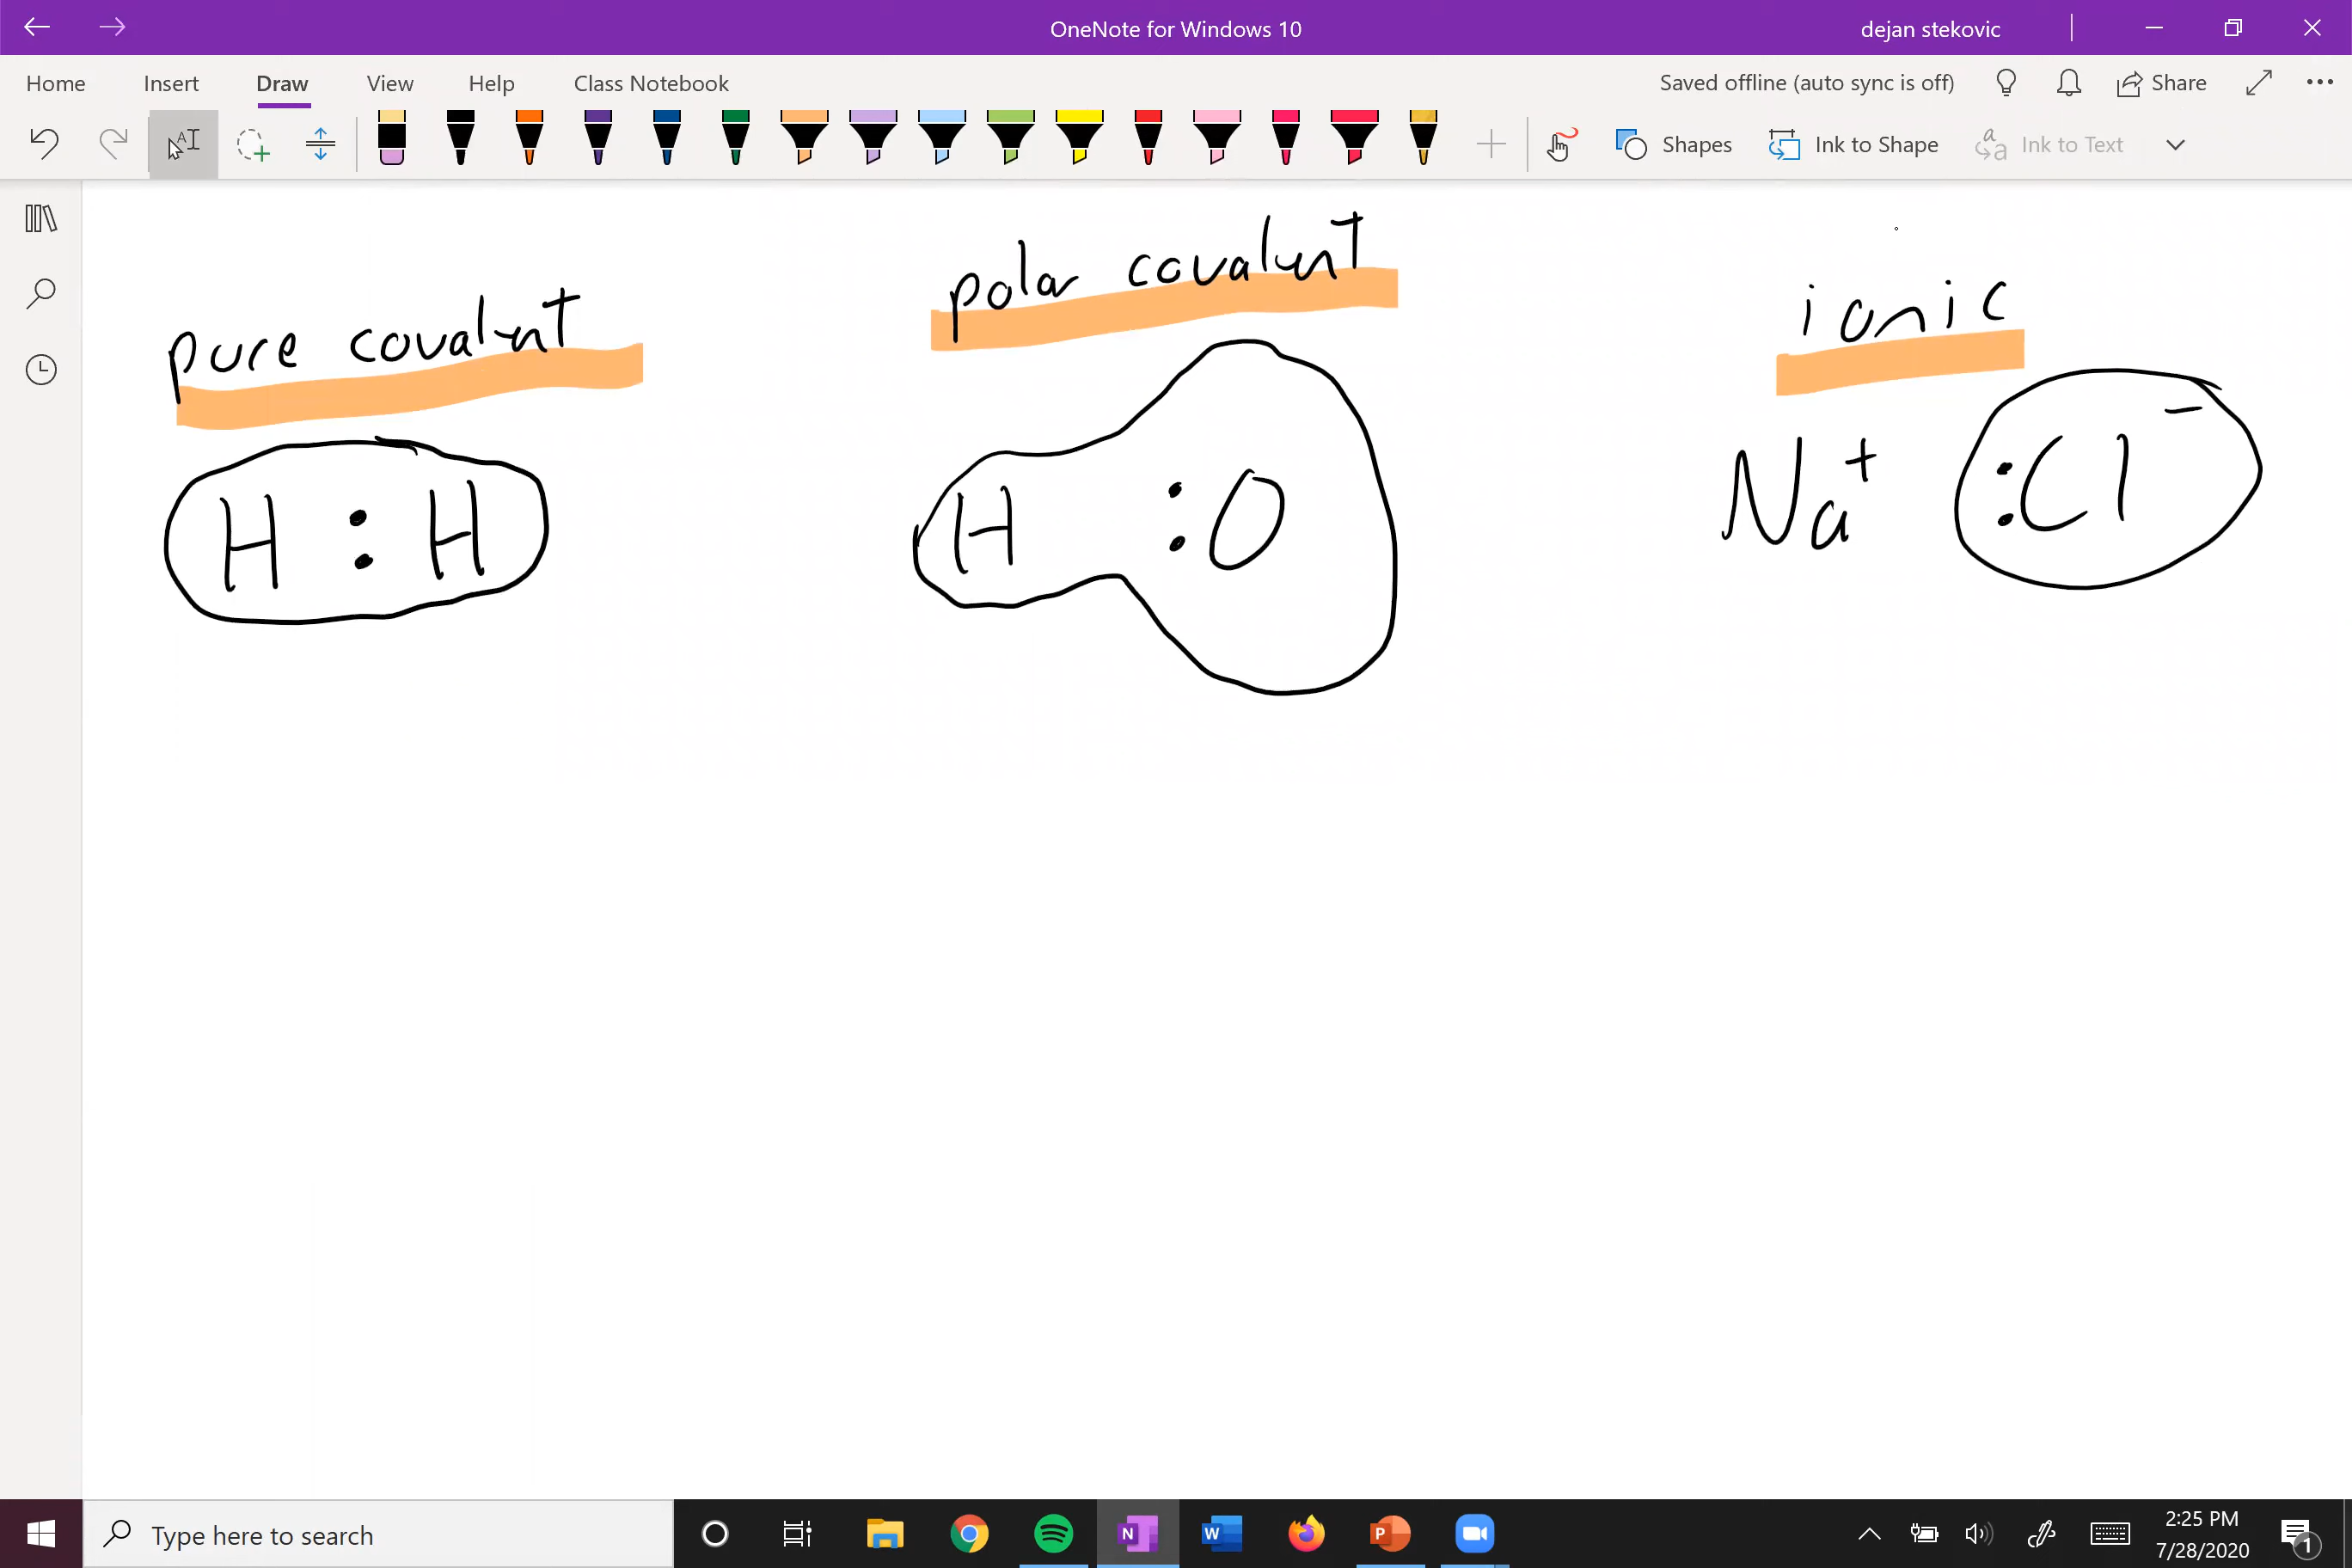 OneNote for Windows 10
dejan stekovic
Home Insert Draw View Help Class Notebook
Saved offline (auto sync is off) Share
Shapes Ink to Shape Ink to Text
pure covalent
polar covalent
ionic
H : H
H :O
Na+ :Cl−
Type here to search
2:25 PM
7/28/2020
1